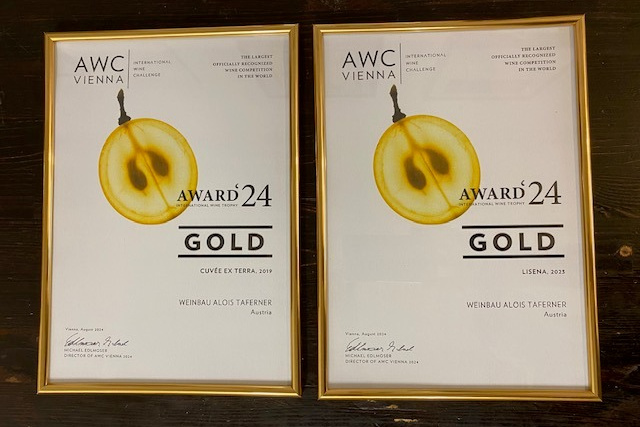 AWC
VIENNA
INTERNATIONAL
WINE
CHALLENGE
THE LARGEST
OFFICIALLY RECOGNIZED
WINE COMPETITION
IN THE WORLD
AWARD‘24
INTERNATIONAL WINE TROPHY
GOLD
CUVÉE EX TERRA, 2019
WEINBAU ALOIS TAFERNER
Austria
Vienna, August 2024
MICHAEL EDLMOSER
DIRECTOR OF AWC VIENNA 2024
AWC
VIENNA
INTERNATIONAL
WINE
CHALLENGE
THE LARGEST
OFFICIALLY RECOGNIZED
WINE COMPETITION
IN THE WORLD
AWARD‘24
INTERNATIONAL WINE TROPHY
GOLD
LISENA, 2023
WEINBAU ALOIS TAFERNER
Austria
Vienna, August 2024
MICHAEL EDLMOSER
DIRECTOR OF AWC VIENNA 2024